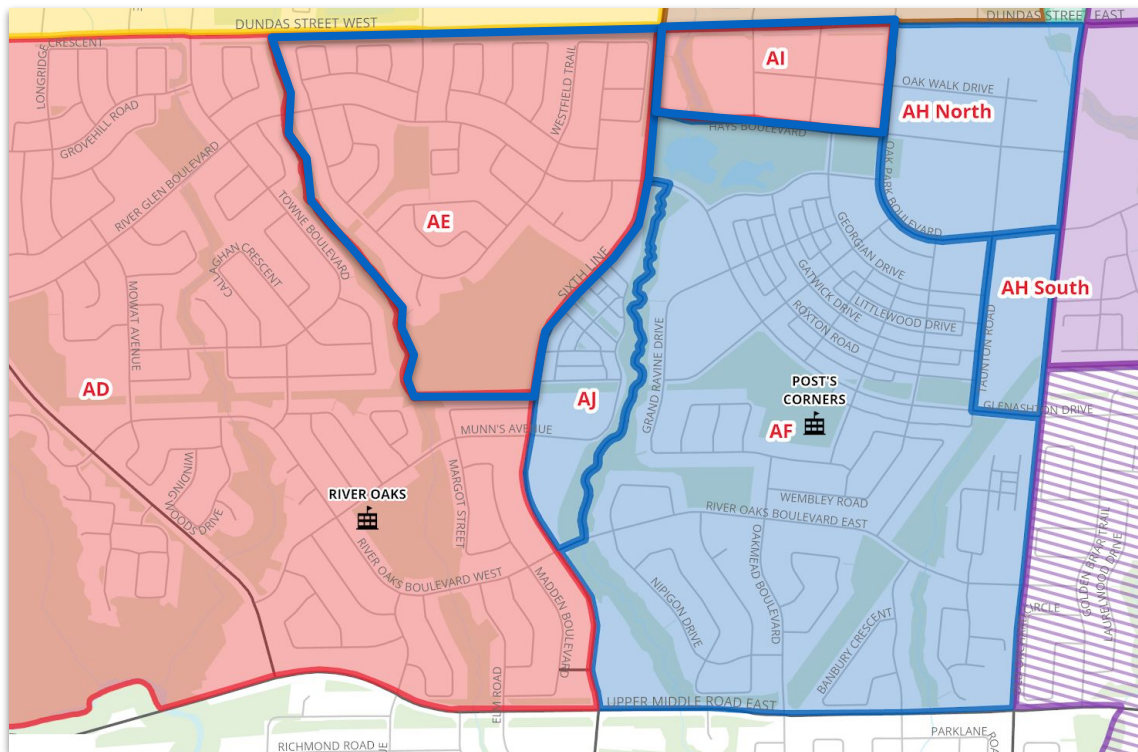 DUNDAS STREET WEST
DUNDAS STREET EAST
LONGRIDGE
CRESCENT
WESTFIELD TRAIL
AI
OAK WALK DRIVE
AH North
GROVEHILL ROAD
HAYS BOULEVARD
RIVER GLEN BOULEVARD
OAK PARK BOULEVARD
TOWNE BOULEVARD
AE
CALLAGHAN CRESCENT
SIXTH LINE
GEORGIAN DRIVE
GATWICK DRIVE
LITTLEWOOD DRIVE
ROXTON ROAD
AH South
TAUNTON ROAD
MOWAT AVENUE
GRAND RAVINE DRIVE
AD
AJ
POST'S
CORNERS
AF
GLENASHTON DRIVE
MUNN'S AVENUE
MARGOT STREET
WINDING WOODS DRIVE
RIVER OAKS
WEMBLEY ROAD
RIVER OAKS BOULEVARD EAST
OAKMEAD BOULEVARD
RIVER OAKS BOULEVARD WEST
MADDEN BOULEVARD
NIPIGON DRIVE
BANBURY CRESCENT
GOLDEN BRIAR TRAIL
LAURELWOOD DRIVE
ELM ROAD
UPPER MIDDLE ROAD EAST
RICHMOND ROAD
PARKLANE